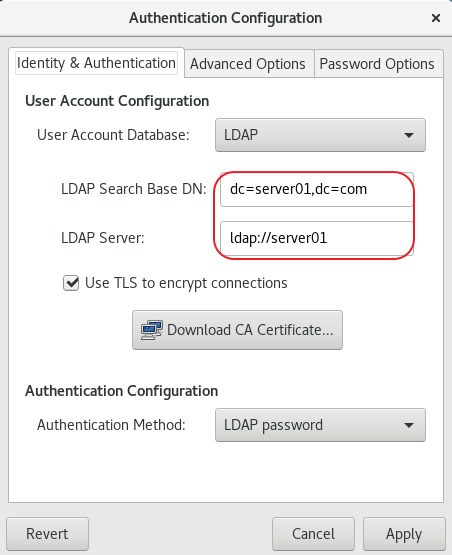 Authentication Configuration
Identity & Authentication Advanced Options Password Options
User Account Configuration
User Account Database: LDAP
LDAP Search Base DN: dc=server01,dc=com
LDAP Server: ldap://server01
Use TLS to encrypt connections
Download CA Certificate...
Authentication Configuration
Authentication Method: LDAP password
Revert Cancel Apply